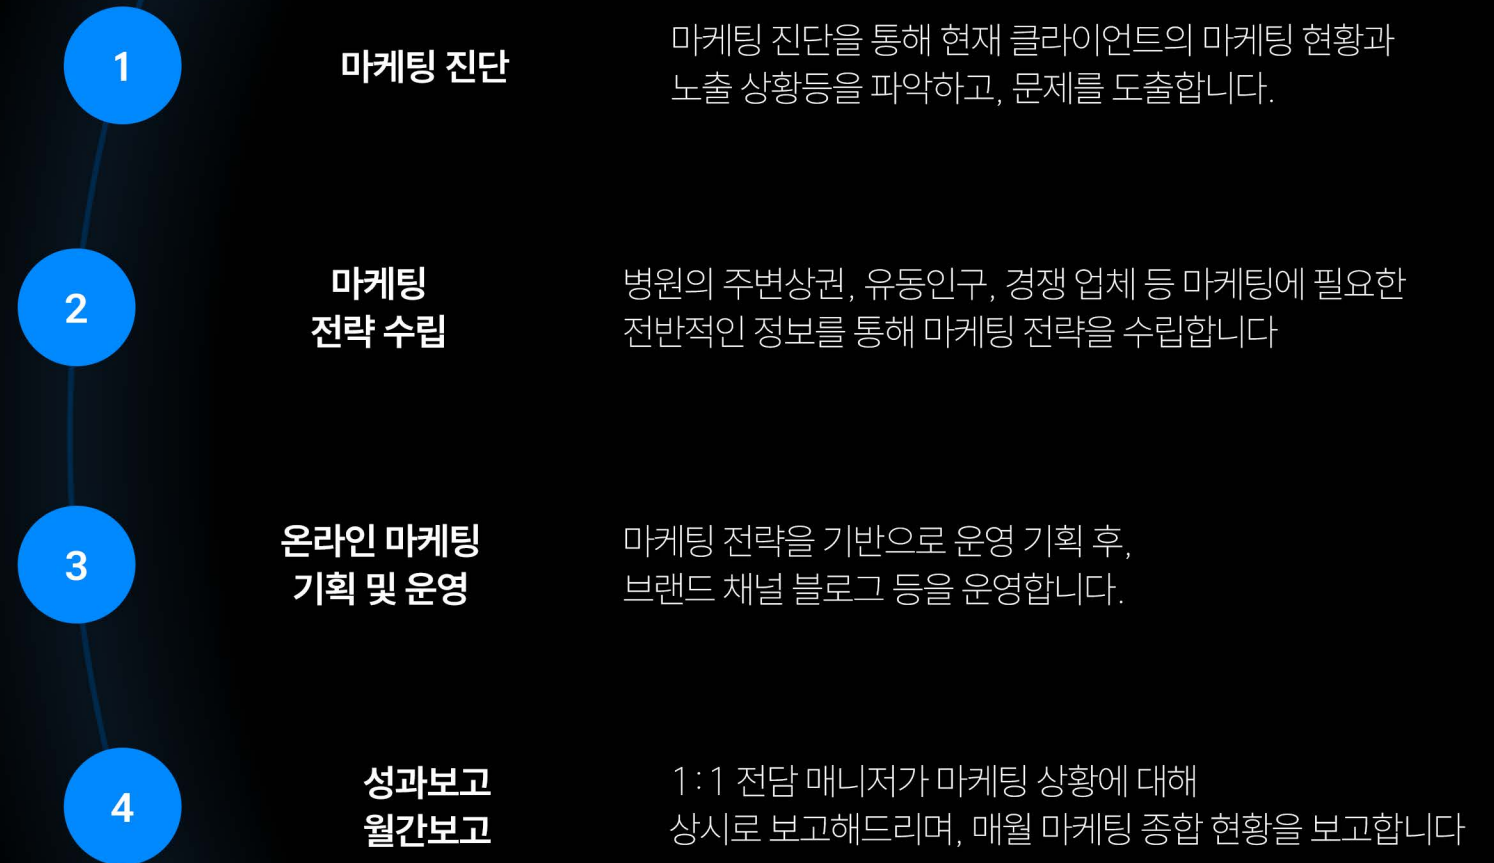 1
마케팅 진단
마케팅 진단을 통해 현재 클라이언트의 마케팅 현황과
노출 상황등을 파악하고, 문제를 도출합니다.
2
마케팅
전략 수립
병원의 주변상권, 유동인구, 경쟁 업체 등 마케팅에 필요한
전반적인 정보를 통해 마케팅 전략을 수립합니다
3
온라인 마케팅
기획 및 운영
마케팅 전략을 기반으로 운영 기획 후,
브랜드 채널 블로그 등을 운영합니다.
4
성과보고
월간보고
1:1 전담 매니저가 마케팅 상황에 대해
상시로 보고해드리며, 매월 마케팅 종합 현황을 보고합니다